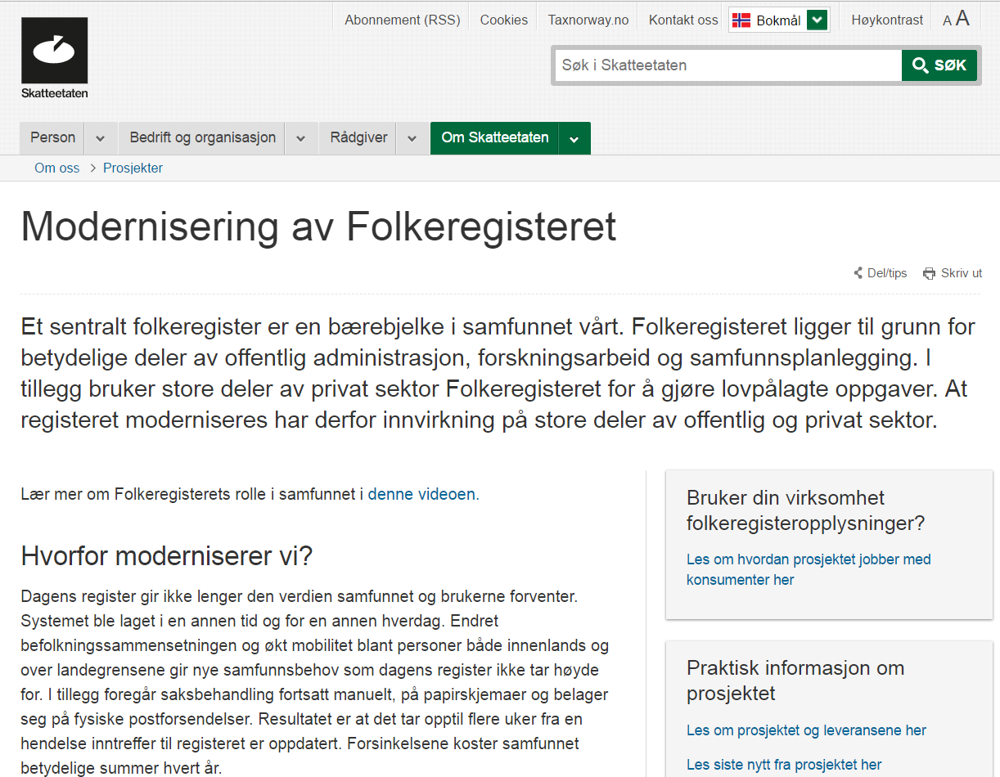 Abonnement (RSS)
Cookies
Taxnorway.no
Kontakt oss
Bokmål
Høykontrast
A A
Skatteetaten
Søk i Skatteetaten
SØK
Person
Bedrift og organisasjon
Rådgiver
Om Skatteetaten
Om oss > Prosjekter
Modernisering av Folkeregisteret
Del/tips
Skriv ut
Et sentralt folkeregister er en bærebjelke i samfunnet vårt. Folkeregisteret ligger til grunn for
betydelige deler av offentlig administrasjon, forskningsarbeid og samfunnsplanlegging. I
tillegg bruker store deler av privat sektor Folkeregisteret for å gjøre lovpålagte oppgaver. At
registeret moderniseres har derfor innvirkning på store deler av offentlig og privat sektor.
Lær mer om Folkeregisterets rolle i samfunnet i denne videoen.
Hvorfor moderniserer vi?
Dagens register gir ikke lenger den verdien samfunnet og brukerne forventer.
Systemet ble laget i en annen tid og for en annen hverdag. Endret
befolkningssammensetningen og økt mobilitet blant personer både innenlands og
over landegrensene gir nye samfunnsbehov som dagens register ikke tar høyde
for. I tillegg foregår saksbehandling fortsatt manuelt, på papirskjemaer og belager
seg på fysiske postforsendelser. Resultatet er at det tar opptil flere uker fra en
hendelse inntreffer til registeret er oppdatert. Forsinkelsene koster samfunnet
betydelige summer hvert år.
Bruker din virksomhet
folkeregisteropplysninger?
Les om hvordan prosjektet jobber med
konsumenter her
Praktisk informasjon om
prosjektet
Les om prosjektet og leveransene her
Les siste nytt fra prosjektet her